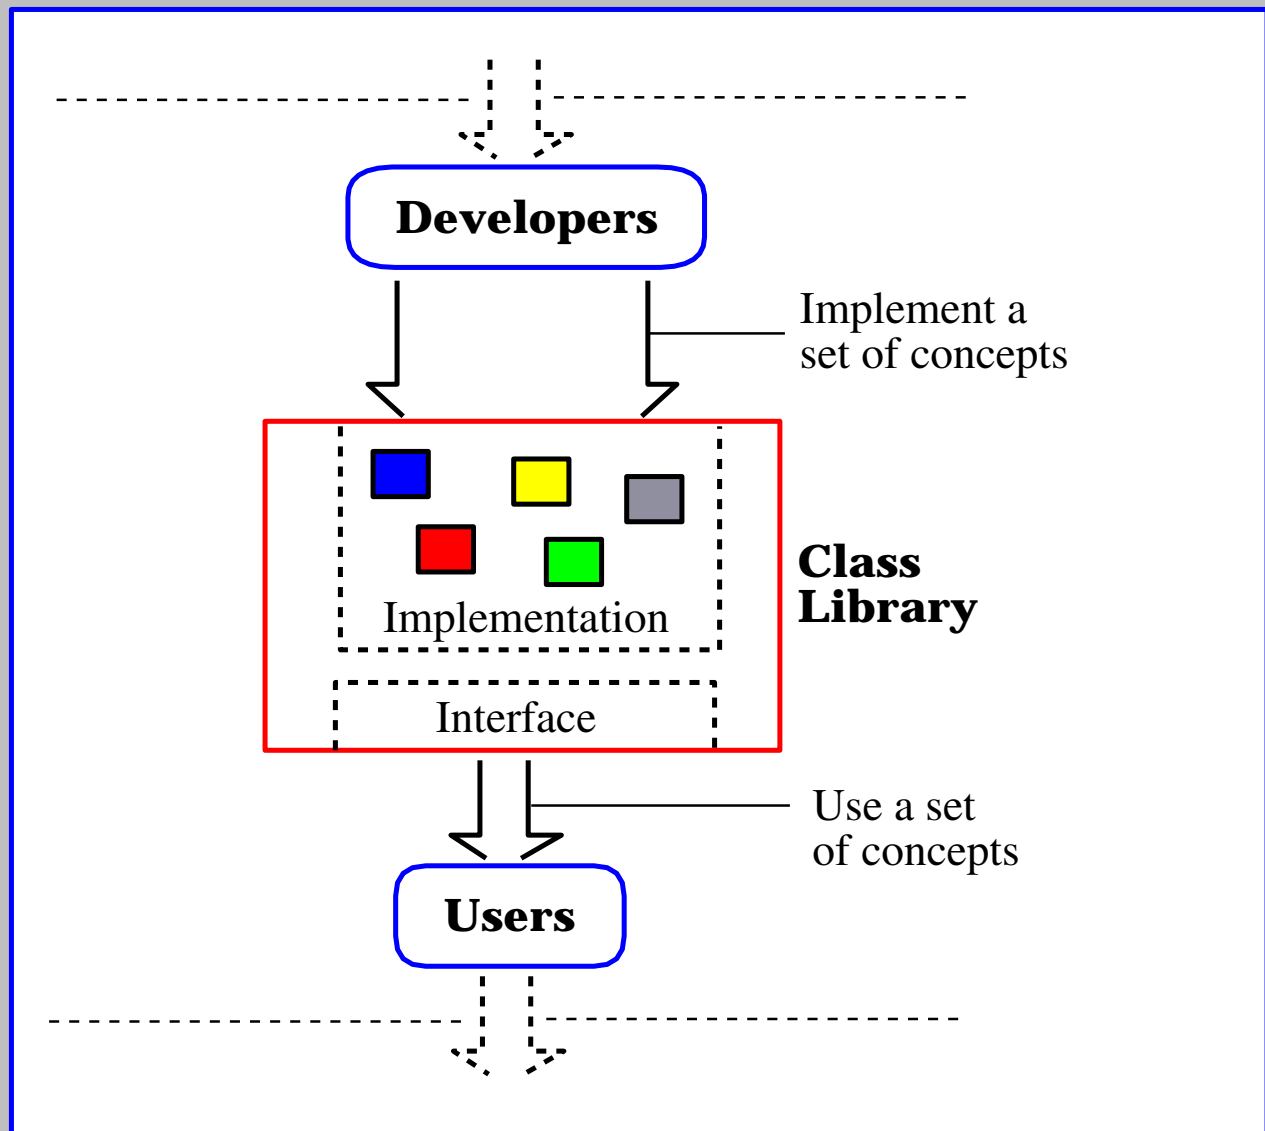 Developers
Implement a
set of concepts
Class
Library
Implementation
Interface
Use a set
of concepts
Users